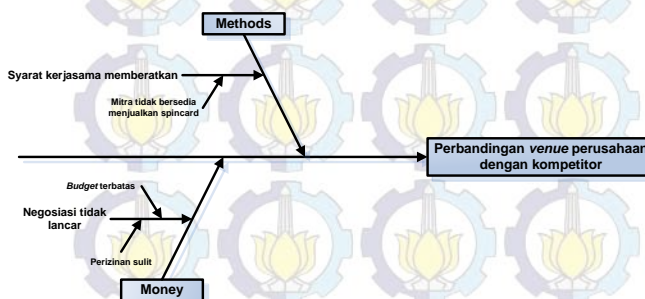 Methods
Syarat kerjasama memberatkan
Mitra tidak bersedia
menjualkan spincard
Perbandingan venue perusahaan
dengan kompetitor
Budget terbatas
Negosiasi tidak
lancar
Perizinan sulit
Money